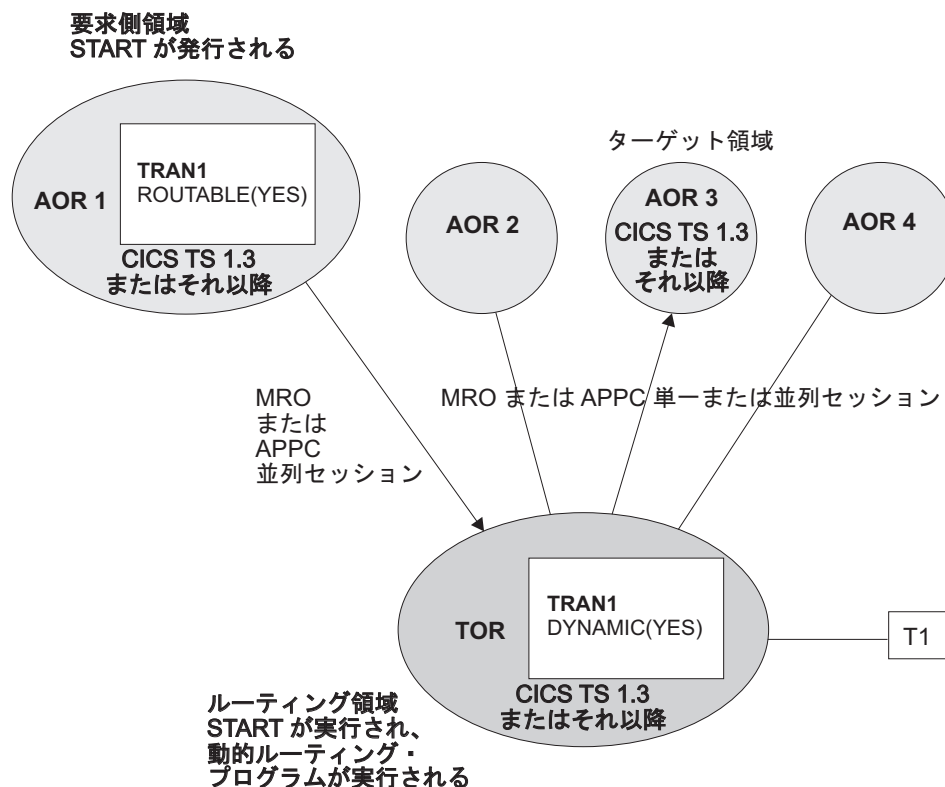 要求側領域
START が発行される
ターゲット領域
AOR 1
TRAN1
ROUTABLE(YES)
CICS TS 1.3
またはそれ以降
AOR 2
AOR 3
CICS TS 1.3
または
それ以降
AOR 4
MRO
または
APPC
並列セッション
MRO または APPC 単一または並列セッション
TOR
TRAN1
DYNAMIC(YES)
CICS TS 1.3
またはそれ以降
T1
ルーティング領域
START が実行され、
動的ルーティング・
プログラムが実行される